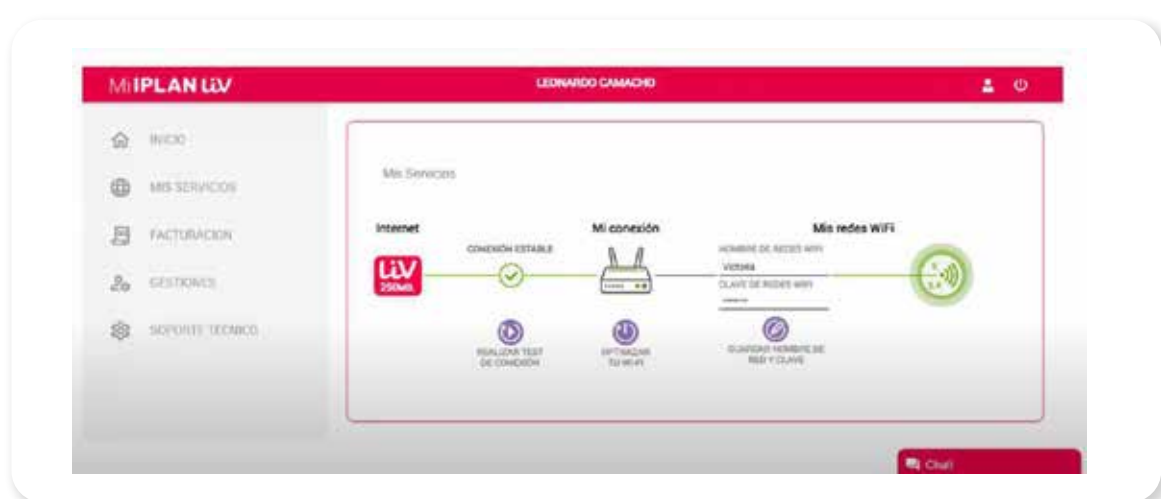 Mi IPLAN LiV
LEONARDO CAMACHO
INICIO
MIS SERVICIOS
FACTURACION
GESTIONES
SOPORTE TECNICO
Mis Servicios
Internet
Mi conexión
Mis redes WiFi
CONEXIÓN ESTABLE
NOMBRE DE REDES WIFI
Victoria
CLAVE DE REDES WIFI
LiV
250MB
REALIZAR TEST
DE CONEXIÓN
OPTIMIZAR
TU WI-FI
GUARDAR NOMBRE DE
RED Y CLAVE
Chat!